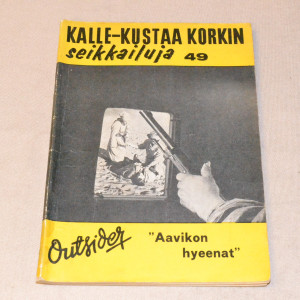 KALLE-KUSTAA KORKIN
seikkailuja 49
Outsider
"Aavikon
hyeenat"